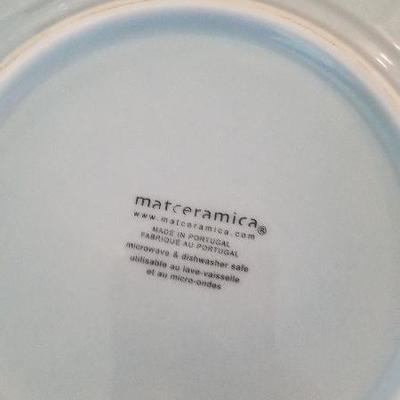 matceramica®
www.matceramica.com
MADE IN PORTUGAL
FABRIQUÉ AU PORTUGAL
microwave & dishwasher safe
utilisable au lave-vaisselle
et au micro-ondes